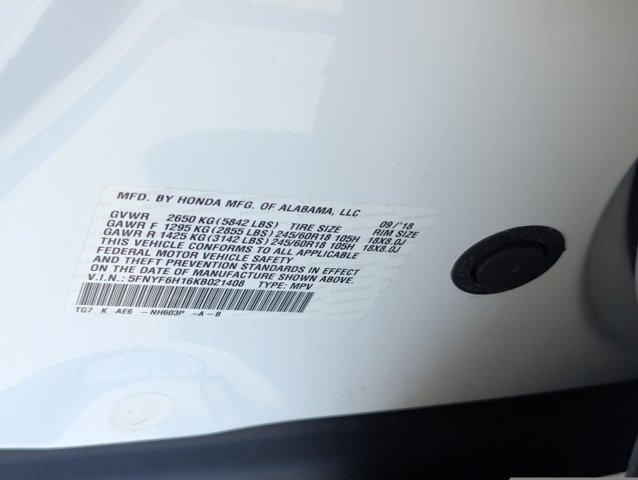 MFD. BY HONDA MFG. OF ALABAMA, LLC
GVWR 2650 KG (5842 LBS) TIRE SIZE 09/'18 RIM SIZE
GAWR F 1295 KG (2855 LBS) 245/60R18 105H 18X8.0J
GAWR R 1425 KG (3142 LBS) 245/60R18 105H 18X8.0J
THIS VEHICLE CONFORMS TO ALL APPLICABLE
FEDERAL MOTOR VEHICLE SAFETY
AND THEFT PREVENTION STANDARDS IN EFFECT
ON THE DATE OF MANUFACTURE SHOWN ABOVE.
V.I.N.: 5FNYF6H16KB021408 TYPE: MPV
TG7 K AE6 -NH603P -A-B